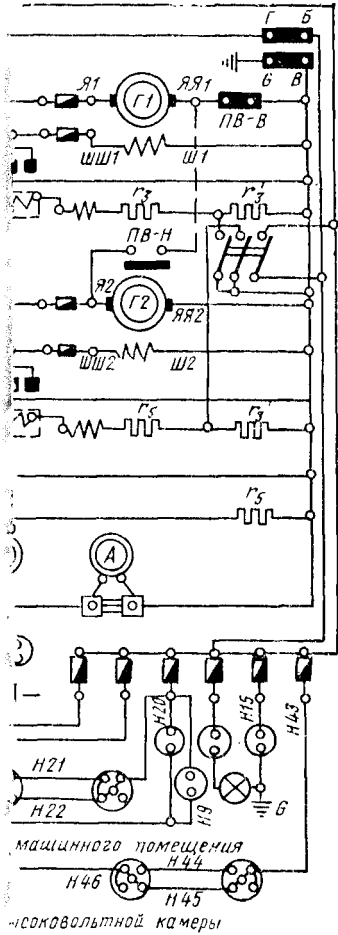 Г Б
G В
Я1 Г1 ЯЯ1
ПВ-В
ШШ1 Ш1
r3 r3'
ПВ-Н
Я2 Г2 ЯЯ2
ШШ2 Ш2
r5 r3'
r5
А
Н20 Н15 Н43
Н21
Н22 Н9 G
машинного помещения
Н46 Н44
Н45
высоковольтной камеры